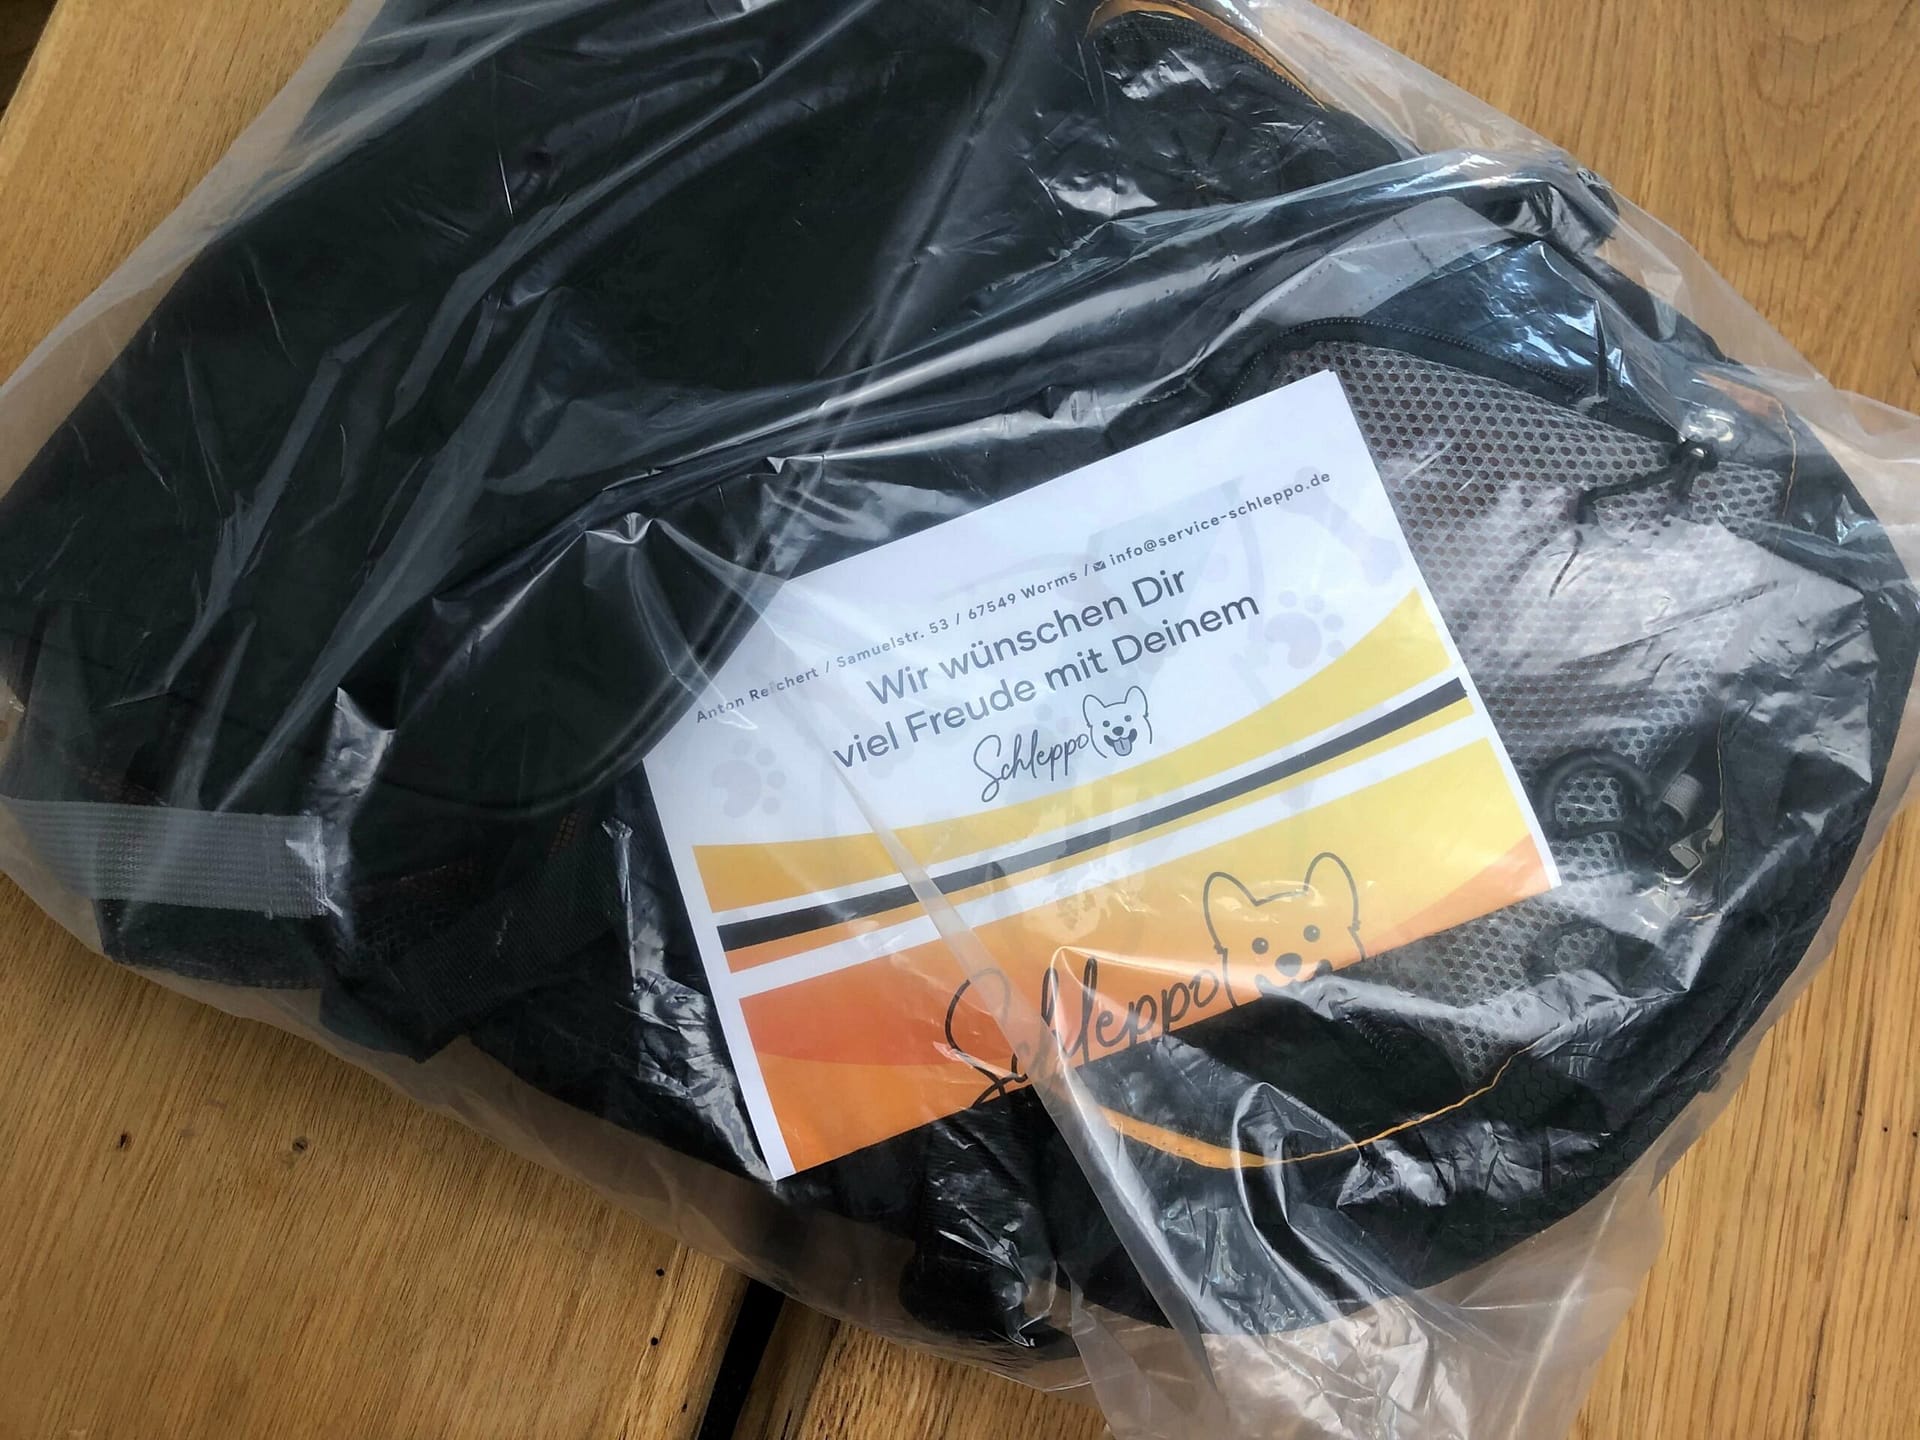 Anton Reichert / Samuelstr. 53 / 67549 Worms / info@service-schleppo.de
Wir wünschen Dir
viel Freude mit Deinem
Schleppo
Schleppo